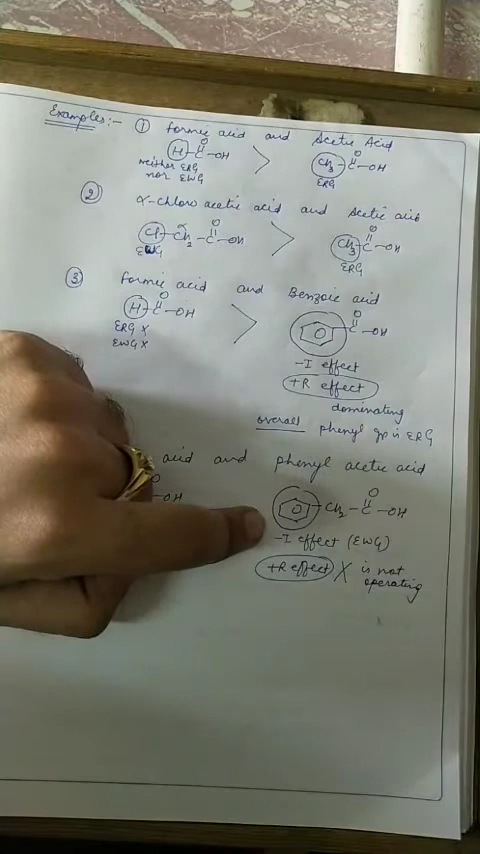 Examples:- ① Formic acid and Acetic Acid
H-C-OH > CH3-C-OH
O O
neither ERG
nor EWG
ERG
② α-chloro acetic acid and Acetic acid
α O O
Cl-CH2-C-OH > CH3-C-OH
EWG ERG
③ Formic acid and Benzoic acid
O O
H-C-OH > C-OH
ERG X
EWG X
-I effect
+R effect
dominating
overall phenyl gp is ERG
acid and phenyl acetic acid
O O
OH CH2-C-OH
-I effect (EWG)
+R effect X is not
operating